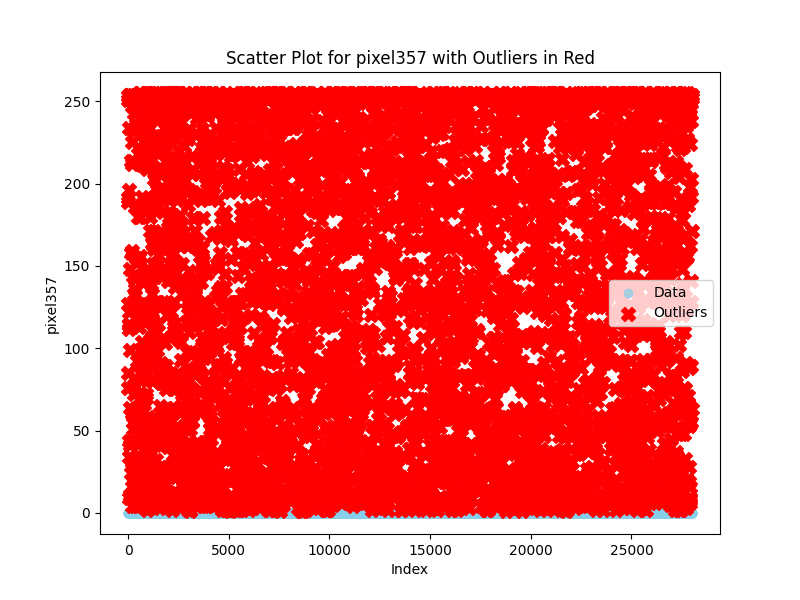 Scatter Plot for pixel357 with Outliers in Red
250
200
150
100
50
0
pixel357
Data
Outliers
0 5000 10000 15000 20000 25000
Index